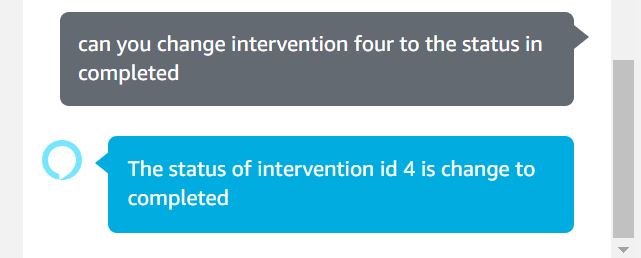 can you change intervention four to the status in
completed
The status of intervention id 4 is change to
completed